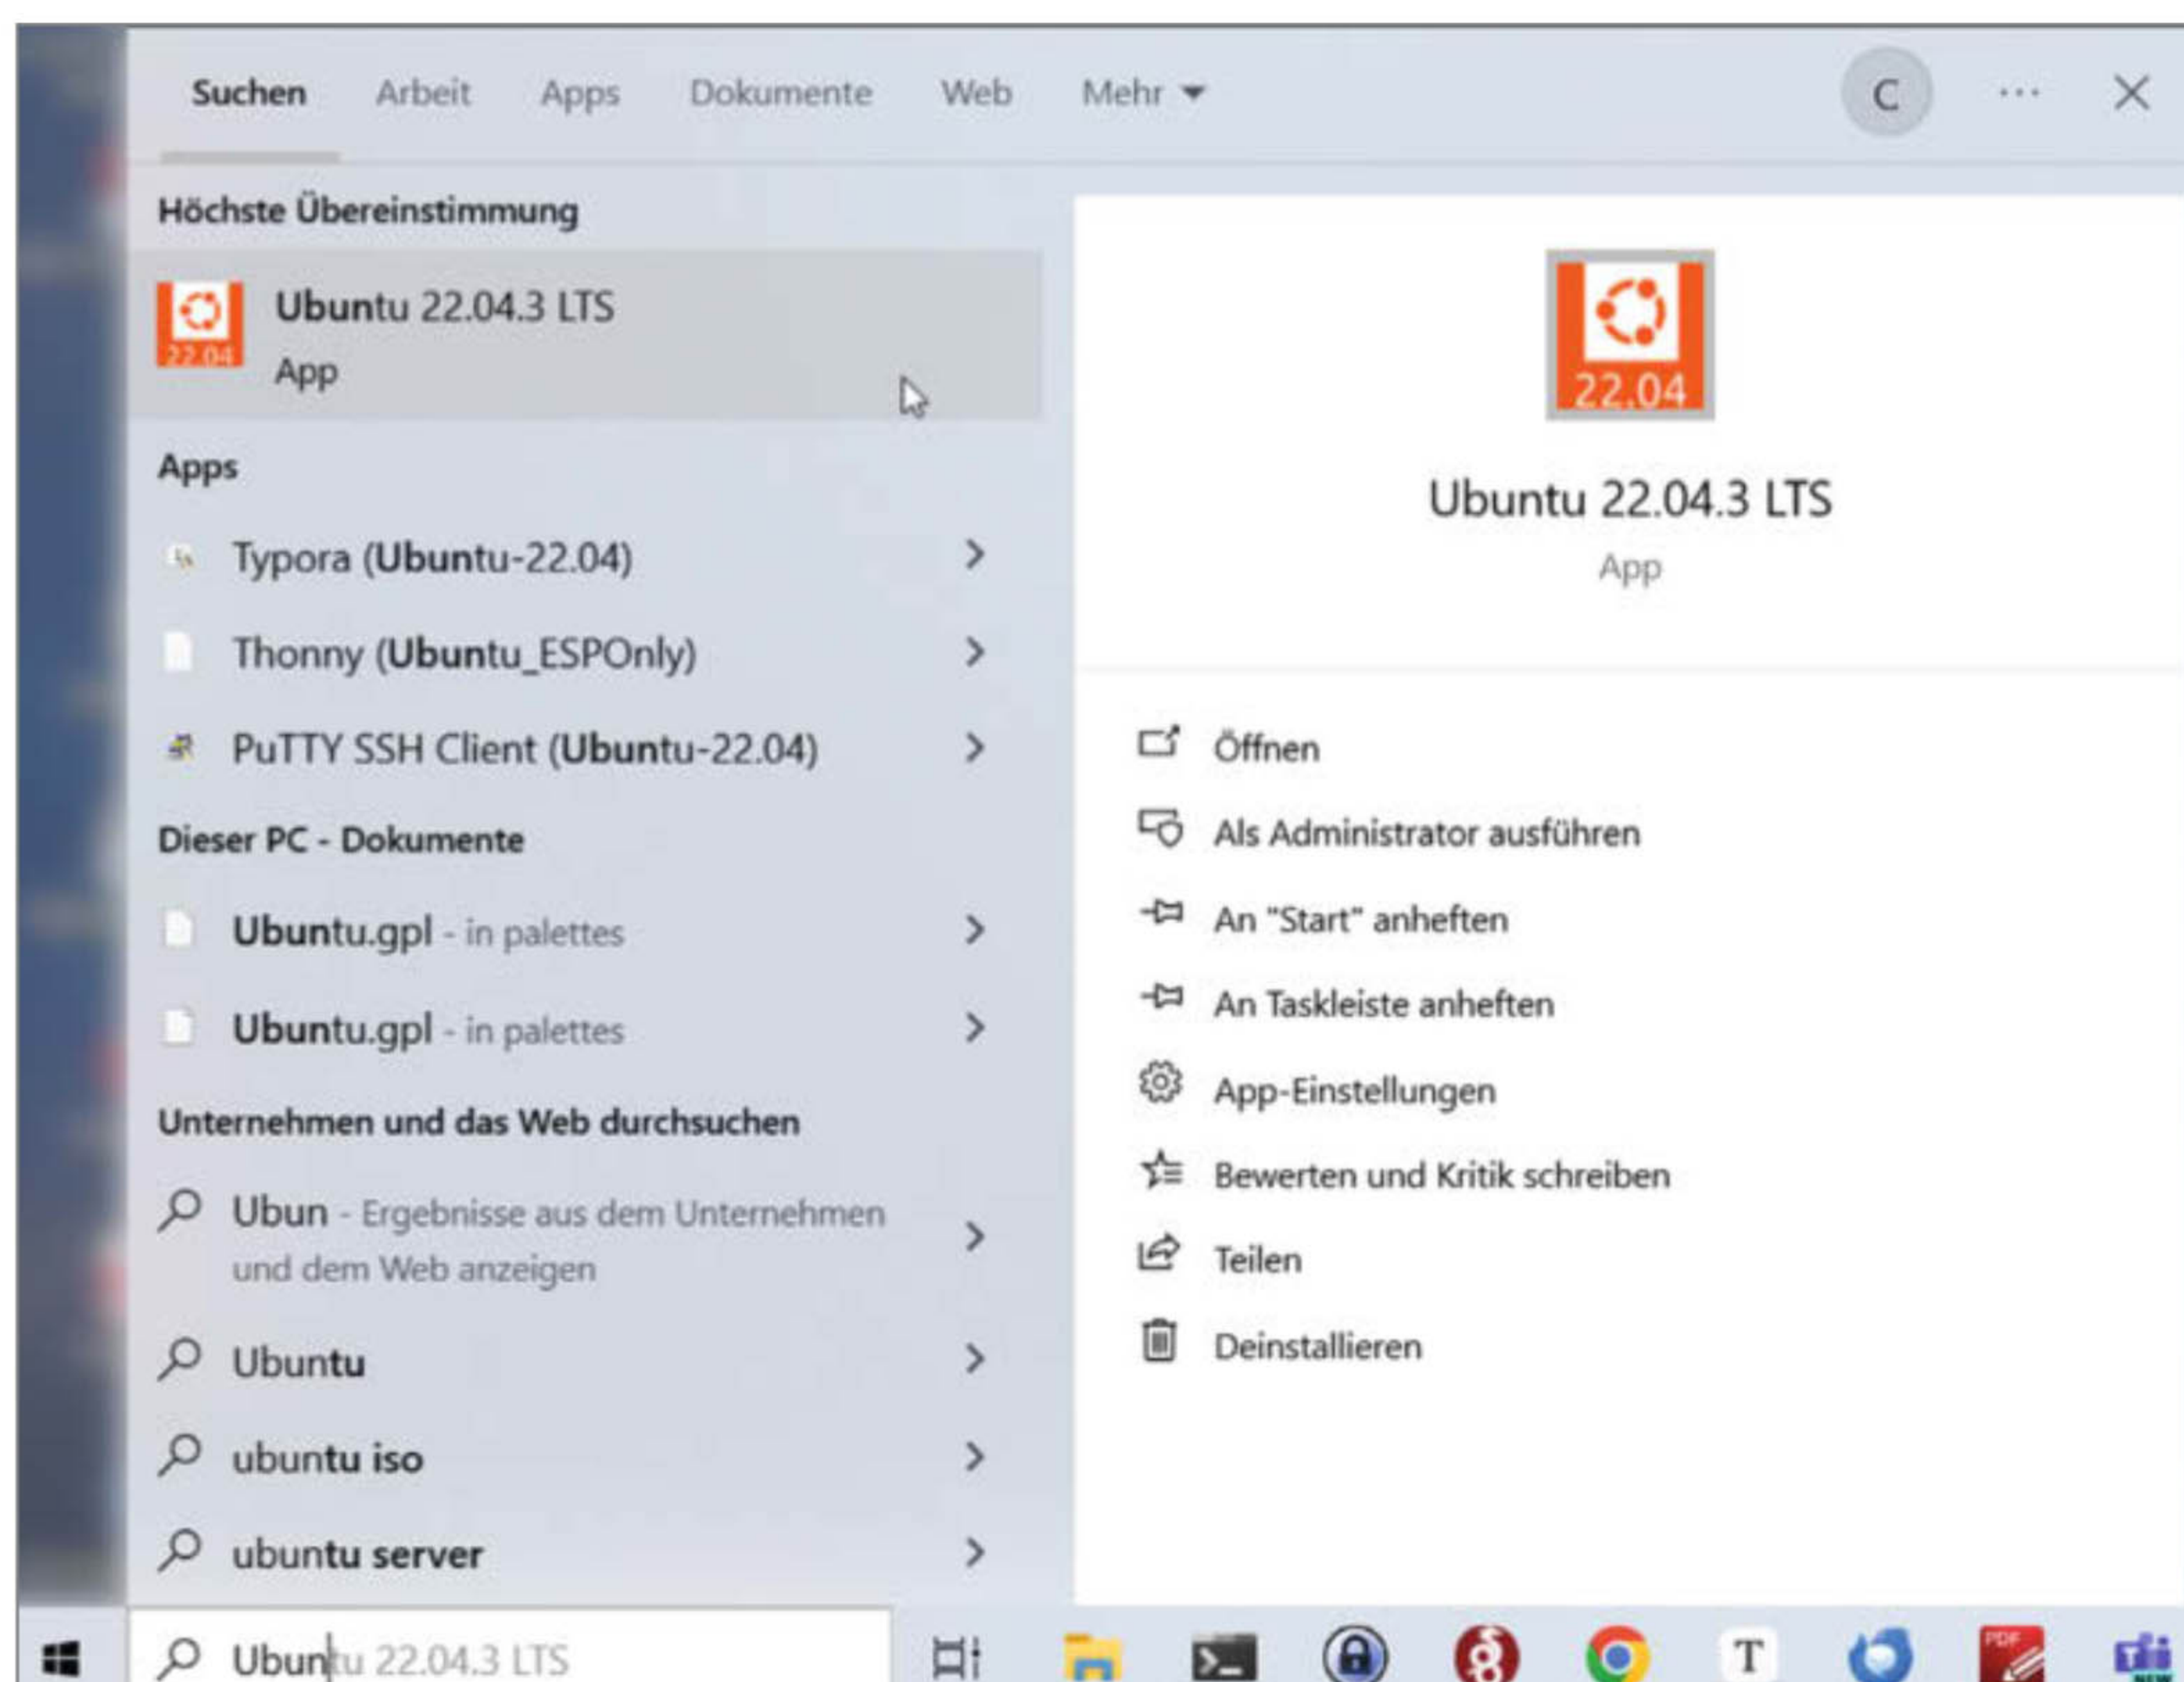 Suchen Arbeit Apps Dokumente Web Mehr C ...
Höchste Übereinstimmung
22.04
Ubuntu 22.04.3 LTS
App
Apps
Typora (Ubuntu-22.04)
Thonny (Ubuntu_ESPOnly)
PuTTY SSH Client (Ubuntu-22.04)
Dieser PC - Dokumente
Ubuntu.gpl - in palettes
Ubuntu.gpl - in palettes
Unternehmen und das Web durchsuchen
Ubun - Ergebnisse aus dem Unternehmen
und dem Web anzeigen
Ubuntu
ubuntu iso
ubuntu server
Ubuntu 22.04.3 LTS
22.04
Ubuntu 22.04.3 LTS
App
Öffnen
Als Administrator ausführen
An "Start" anheften
An Taskleiste anheften
App-Einstellungen
Bewerten und Kritik schreiben
Teilen
Deinstallieren
T
PDF
T
NEW